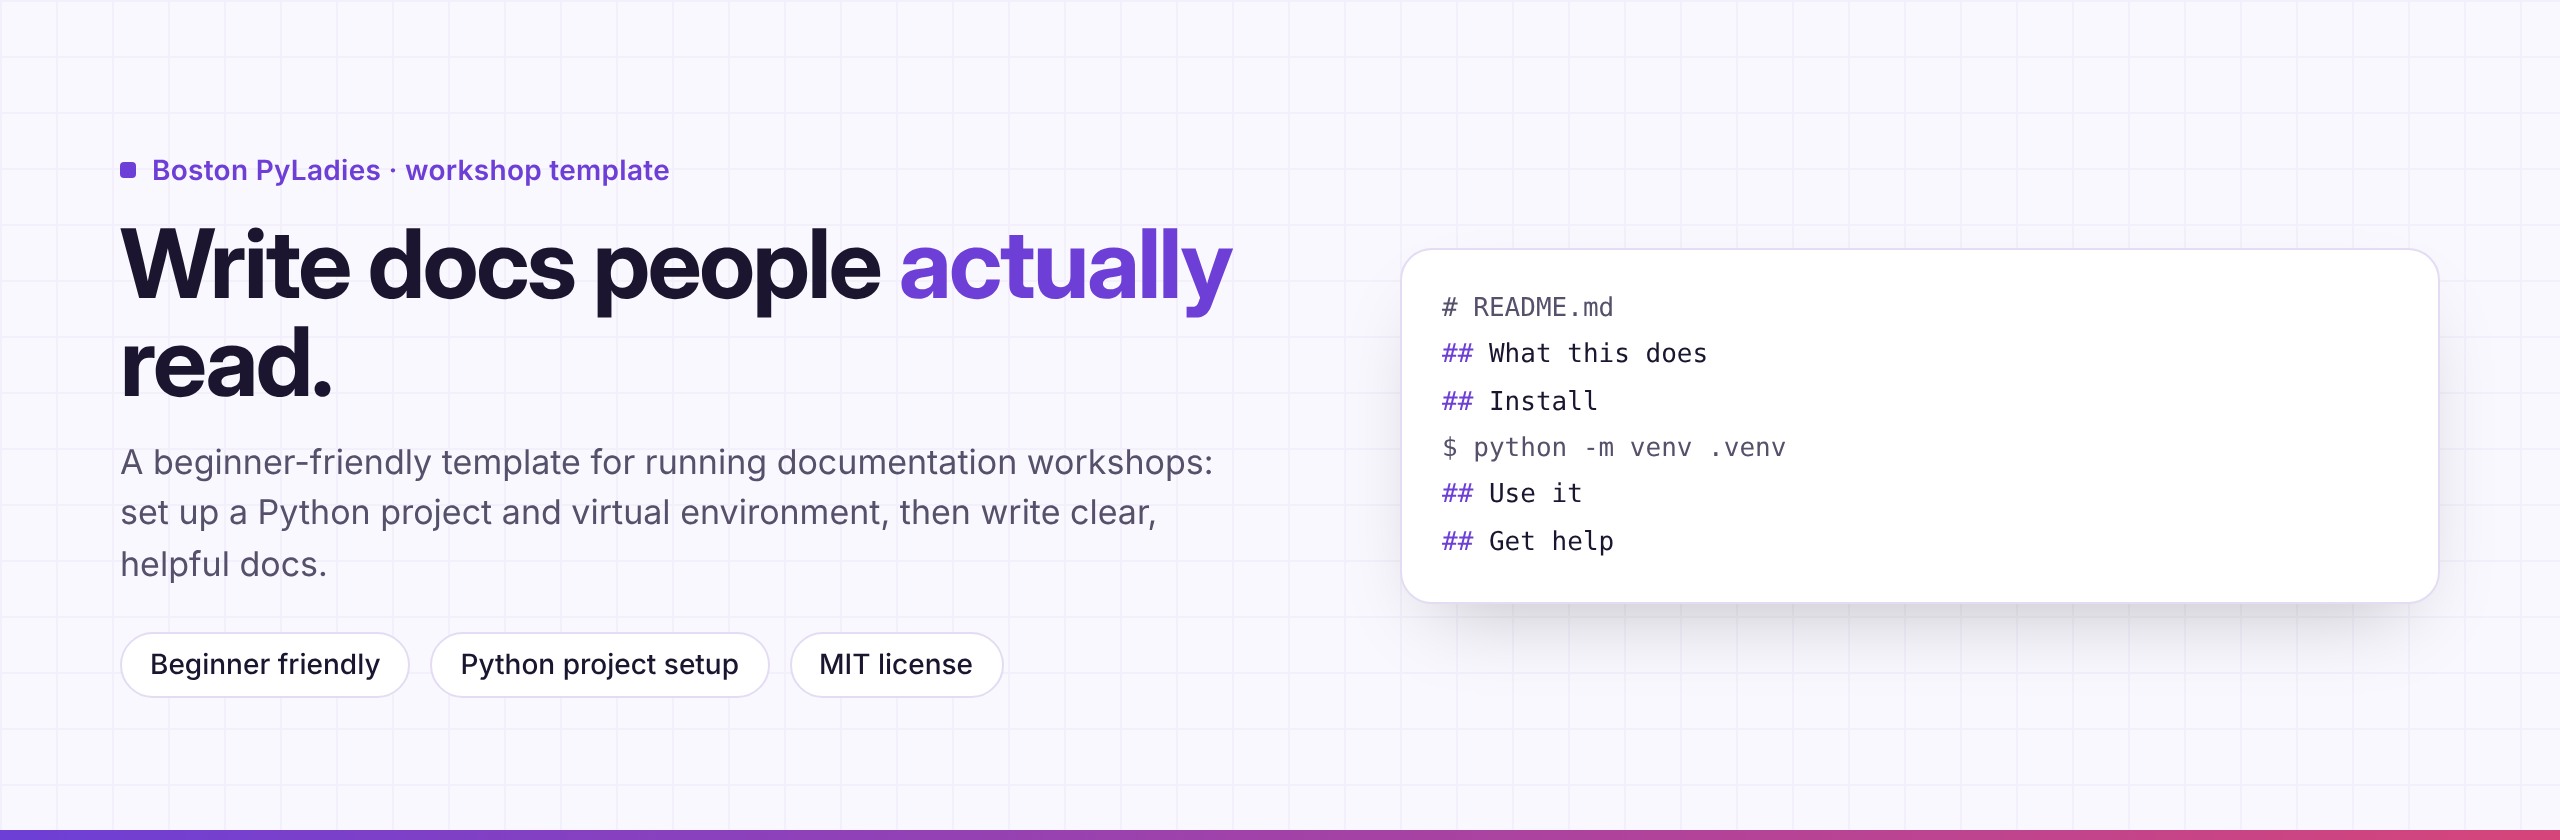 Boston PyLadies · workshop template
Write docs people actually
read.
A beginner-friendly template for running documentation workshops:
set up a Python project and virtual environment, then write clear,
helpful docs.
Beginner friendly
Python project setup
MIT license
# README.md
## What this does
## Install
$ python -m venv .venv
## Use it
## Get help